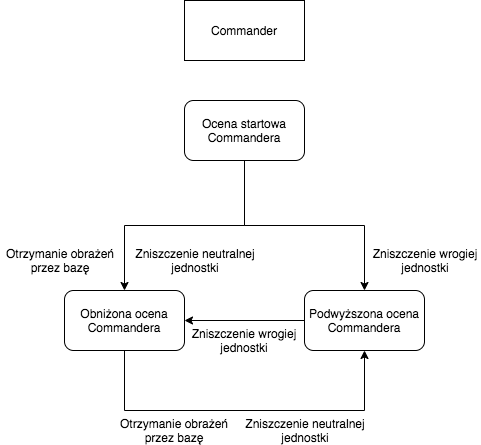 Commander
Ocena startowa
Commandera
Otrzymanie obrażeń
przez bazę
Zniszczenie neutralnej
jednostki
Zniszczenie wrogiej
jednostki
Obniżona ocena
Commandera
Zniszczenie wrogiej
jednostki
Podwyższona ocena
Commandera
Otrzymanie obrażeń
przez bazę
Zniszczenie neutralnej
jednostki